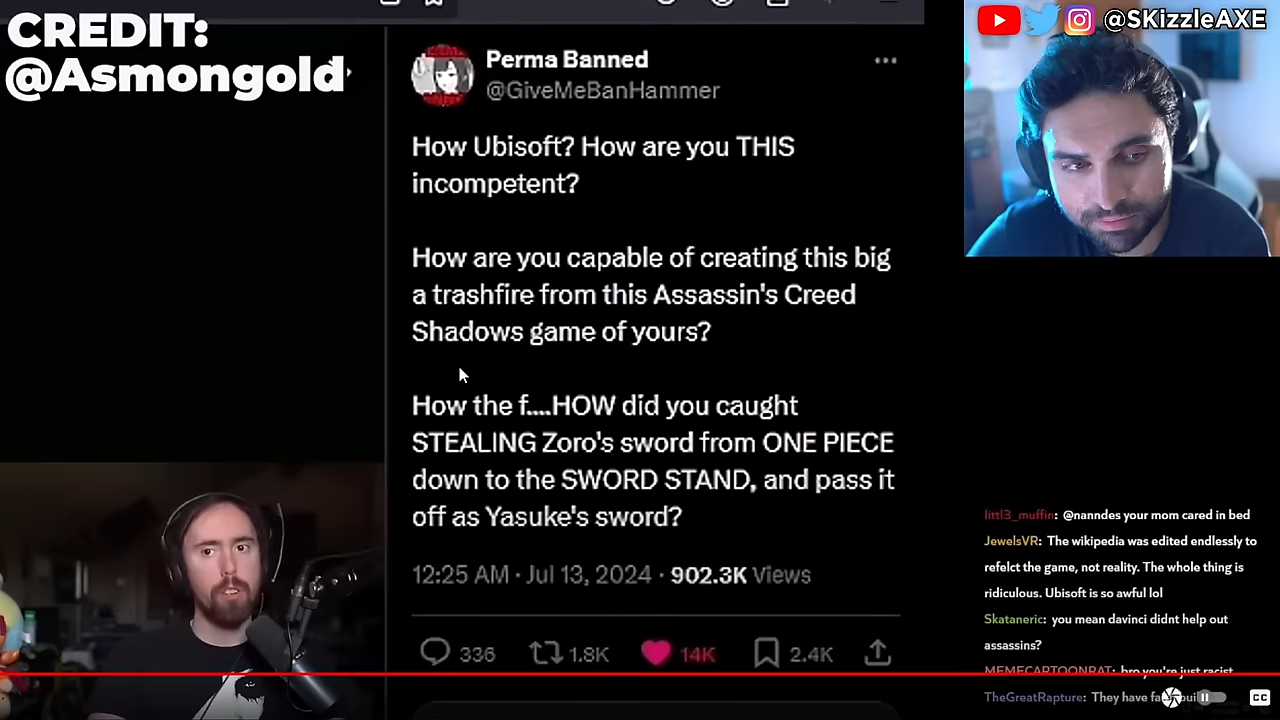 CREDIT:
@Asmongold
Perma Banned
@GiveMeBanHammer
How Ubisoft? How are you THIS
incompetent?
How are you capable of creating this big
a trashfire from this Assassin's Creed
Shadows game of yours?
How the f....HOW did you caught
STEALING Zoro's sword from ONE PIECE
down to the SWORD STAND, and pass it
off as Yasuke's sword?
12:25 AM · Jul 13, 2024 · 902.3K Views
336 1.8K 14K 2.4K
@SKizzleAXE
littl3_muffin: @nanndes your mom cared in bed
JewelsVR: The wikipedia was edited endlessly to
refelct the game, not reality. The whole thing is
ridiculous. Ubisoft is so awful lol
Skataneric: you mean davinci didnt help out
assassins?
MEMECARTOONRAT: bro you're just racist
TheGreatRapture: They have
CC